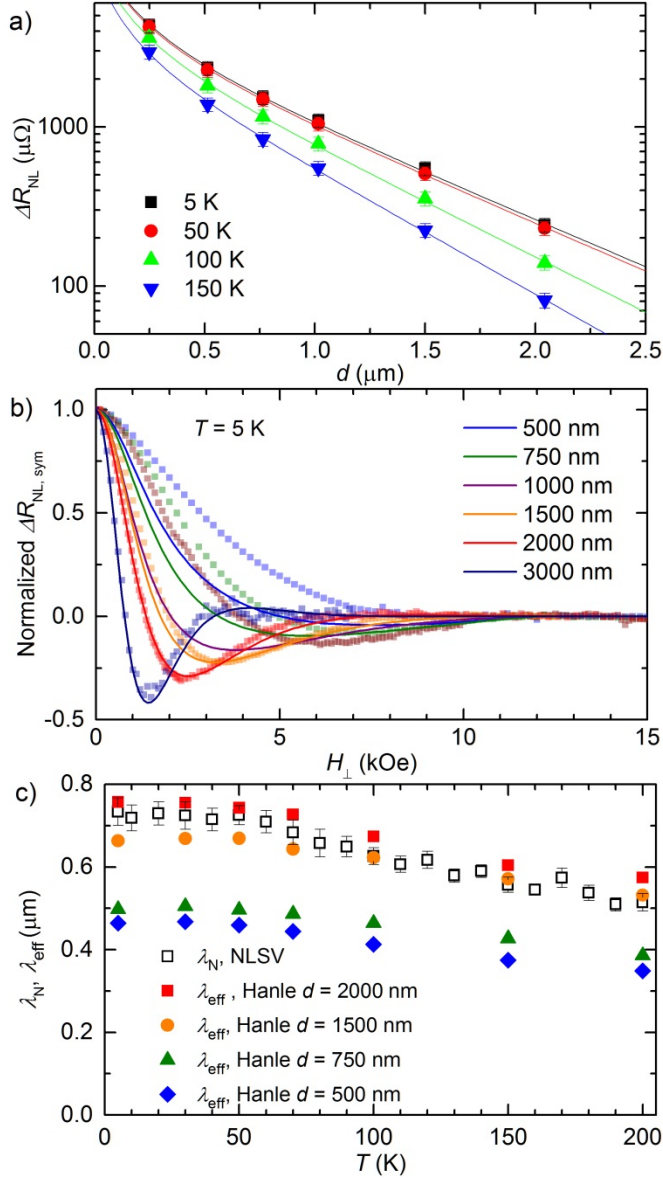 a)
1000
100
ΔR_NL (μΩ)
5 K
50 K
100 K
150 K
0.0 0.5 1.0 1.5 2.0 2.5
d (μm)
b)
1.0
0.5
0.0
-0.5
Normalized ΔR_NL, sym
T = 5 K
500 nm
750 nm
1000 nm
1500 nm
2000 nm
3000 nm
0 5 10 15
H_⊥ (kOe)
c)
0.8
0.6
0.4
0.2
0.0
λ_N, λ_eff (μm)
λ_N, NLSV
λ_eff , Hanle d = 2000 nm
λ_eff, Hanle d = 1500 nm
λ_eff, Hanle d = 750 nm
λ_eff, Hanle d = 500 nm
0 50 100 150 200
T (K)